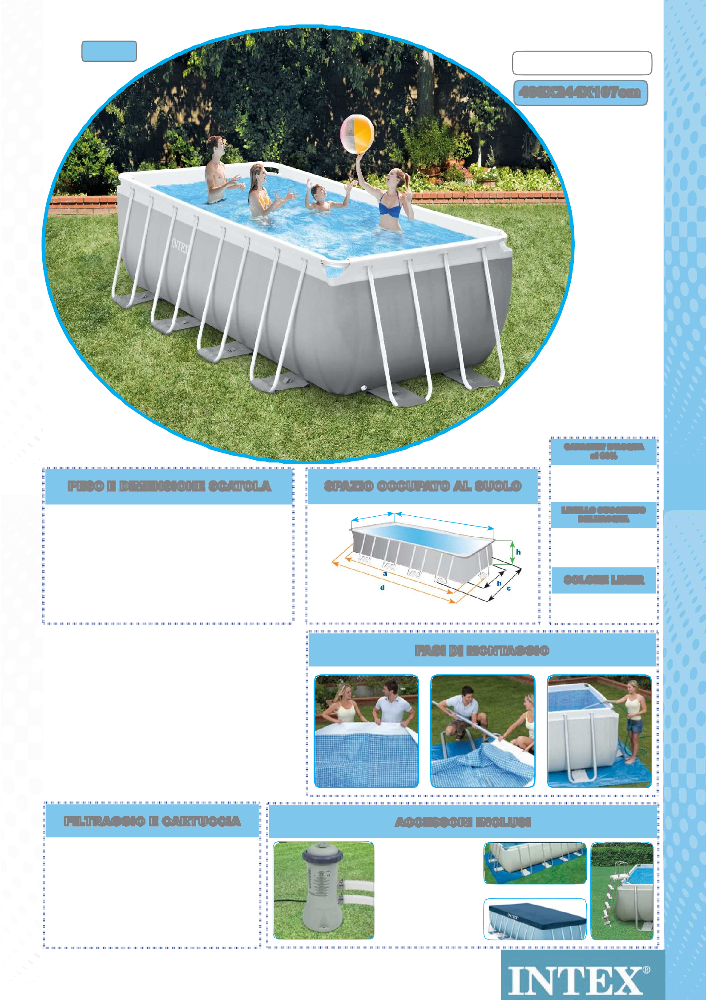 488X244X107cm
INTEX
CAPACITA' D'ACQUA
al 90%
PESO E DIMENSIONE SCATOLA
SPAZIO OCCUPATO AL SUOLO
LIVELLO SUGGERITO
DELL'ACQUA
h
a
b
d
c
COLORE LINER
FASI DI MONTAGGIO
FILTRAGGIO E CARTUCCIA
ACCESSORI INCLUSI
INTEX
INTEX®